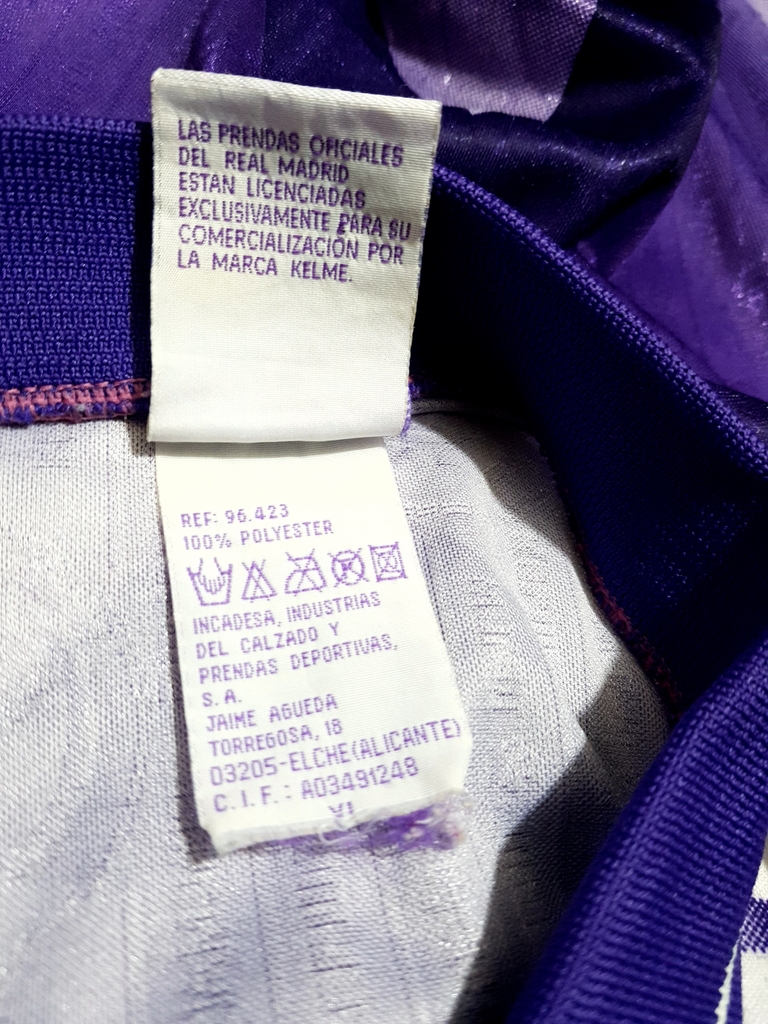 LAS PRENDAS OFICIALES
DEL REAL MADRID
ESTAN LICENCIADAS
EXCLUSIVAMENTE PARA SU
COMERCIALIZACIÓN POR
LA MARCA KELME.
REF: 96.423
100% POLYESTER
INCADESA, INDUSTRIAS
DEL CALZADO Y
PRENDAS DEPORTIVAS,
S.A.
JAIME AGUEDA
TORREGOSA, 18
03205-ELCHE(ALICANTE)
C.I.F.: A03491248